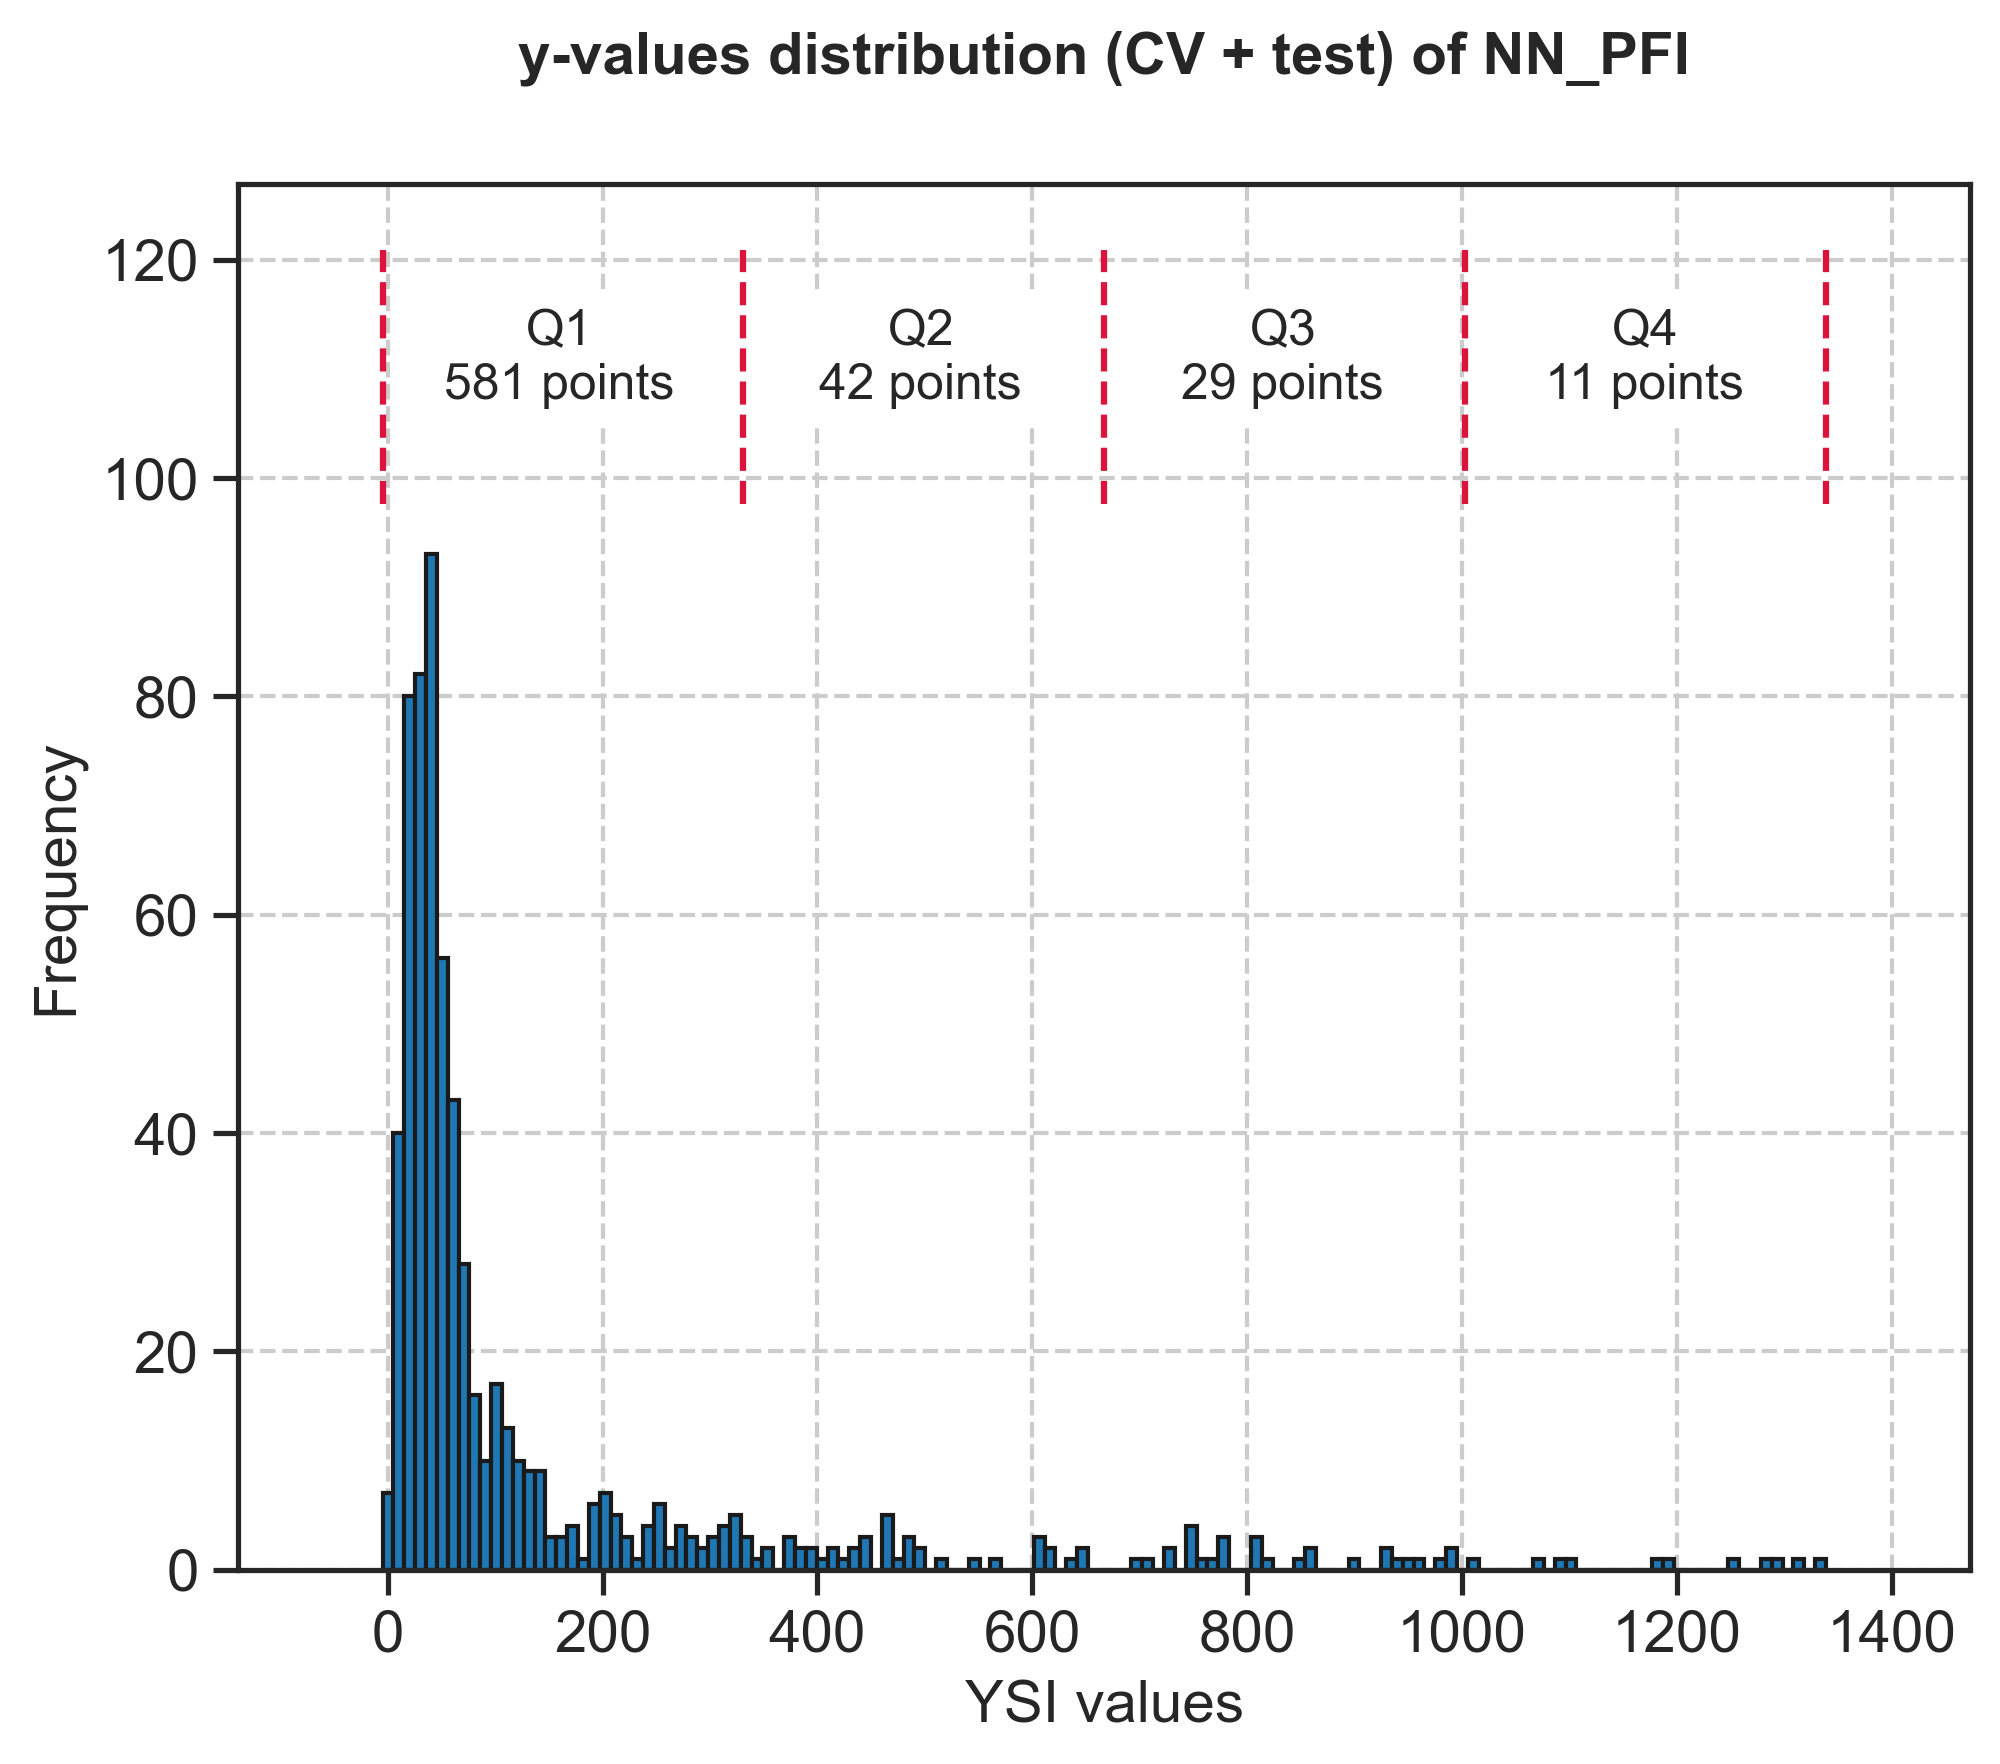 y-values distribution (CV + test) of NN_PFI
120
100
80
60
40
20
0
Frequency
Q1
581 points
Q2
42 points
Q3
29 points
Q4
11 points
0 200 400 600 800 1000 1200 1400
YSI values